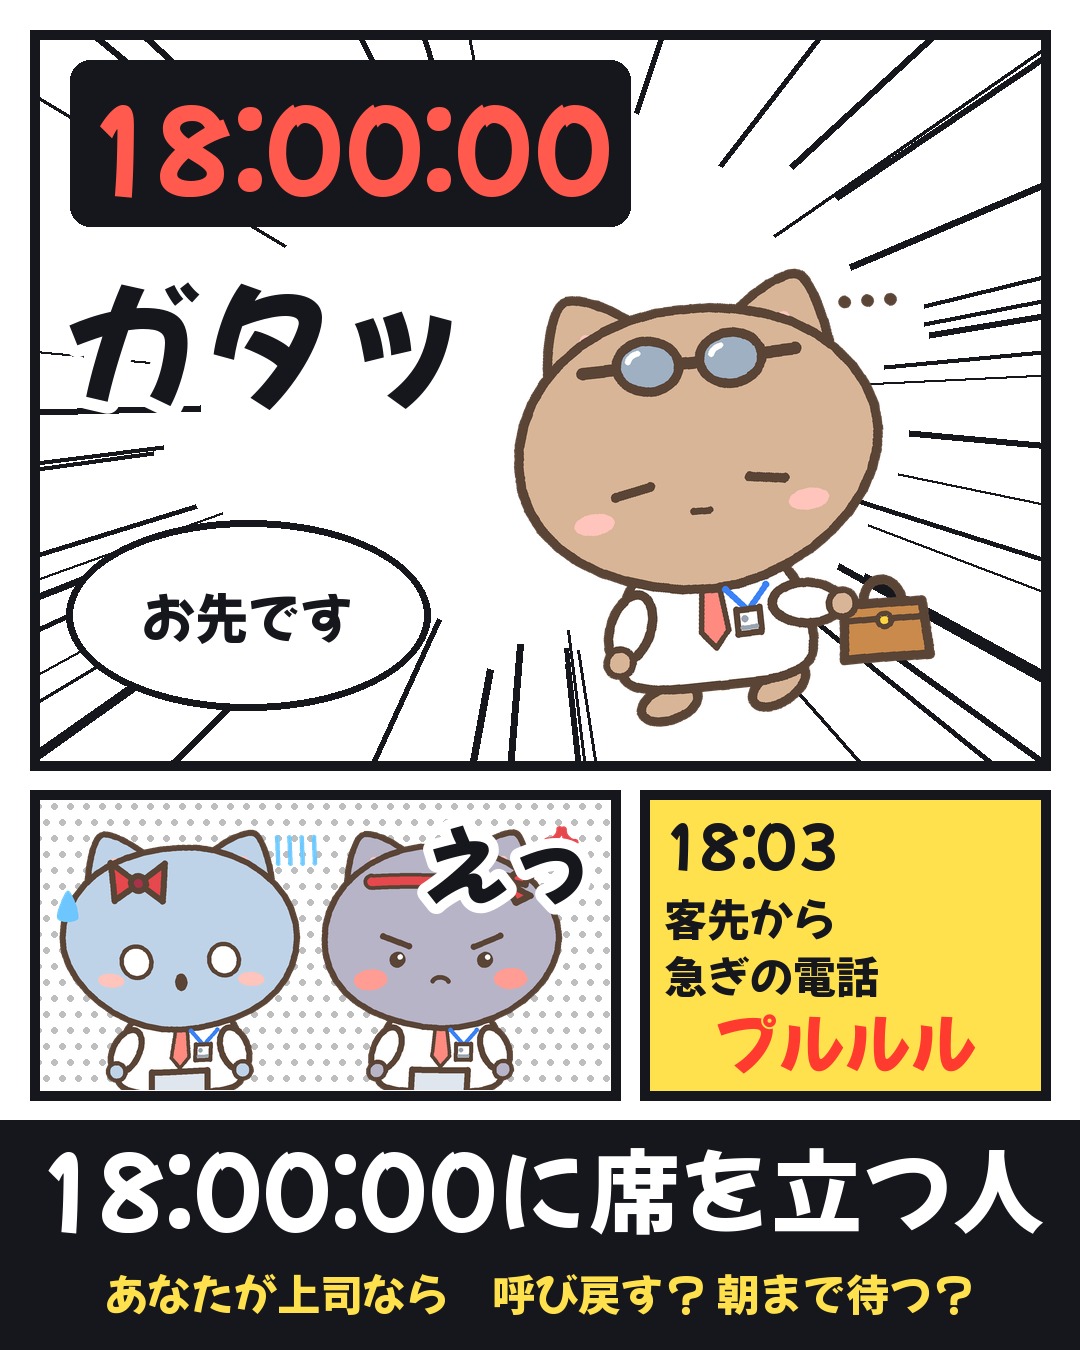 18:00:00
ガタッ
お先です
えっ
18:03
客先から
急ぎの電話
プルルル
18:00:00に席を立つ人
あなたが上司なら　呼び戻す？朝まで待つ？